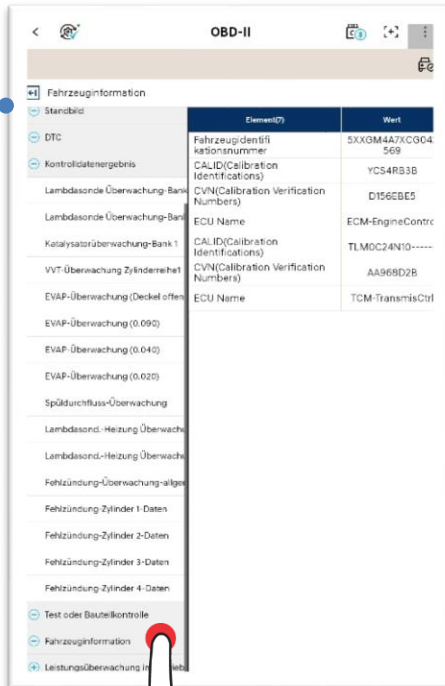 OBD-II
Fahrzeuginformation
Standbild
DTC
Kontrolldatenergebnis
Lambdasonde Überwachung-Bank
Lambdasonde Überwachung-Bank
Katalysatorüberwachung-Bank 1
VVT-Überwachung Zylinderreihe1
EVAP-Überwachung (Deckel offen
EVAP-Überwachung (0.090)
EVAP-Überwachung (0.040)
EVAP-Überwachung (0.020)
Spüldurchfluss-Überwachung
Lambdasond.-Heizung Überwachu
Lambdasond.-Heizung Überwachu
Fehlzündung-Überwachung-allge
Fehlzündung-Zylinder 1-Daten
Fehlzündung-Zylinder 2-Daten
Fehlzündung-Zylinder 3-Daten
Fehlzündung-Zylinder 4-Daten
Test oder Bauteilkontrolle
Fahrzeuginformation
Leistungsüberwachung im
Element(7) Wert
Fahrzeugidentifi
kationsnummer 5XXGM4A7XCG04
569
CALID(Calibration
Identifications) YCS4RB3B
CVN(Calibration Verification
Numbers) D156EBE5
ECU Name ECM-EngineContro
CALID(Calibration
Identifications) TLM0C24N10-----
CVN(Calibration Verification
Numbers) AA968D2B
ECU Name TCM-TransmisCtrl